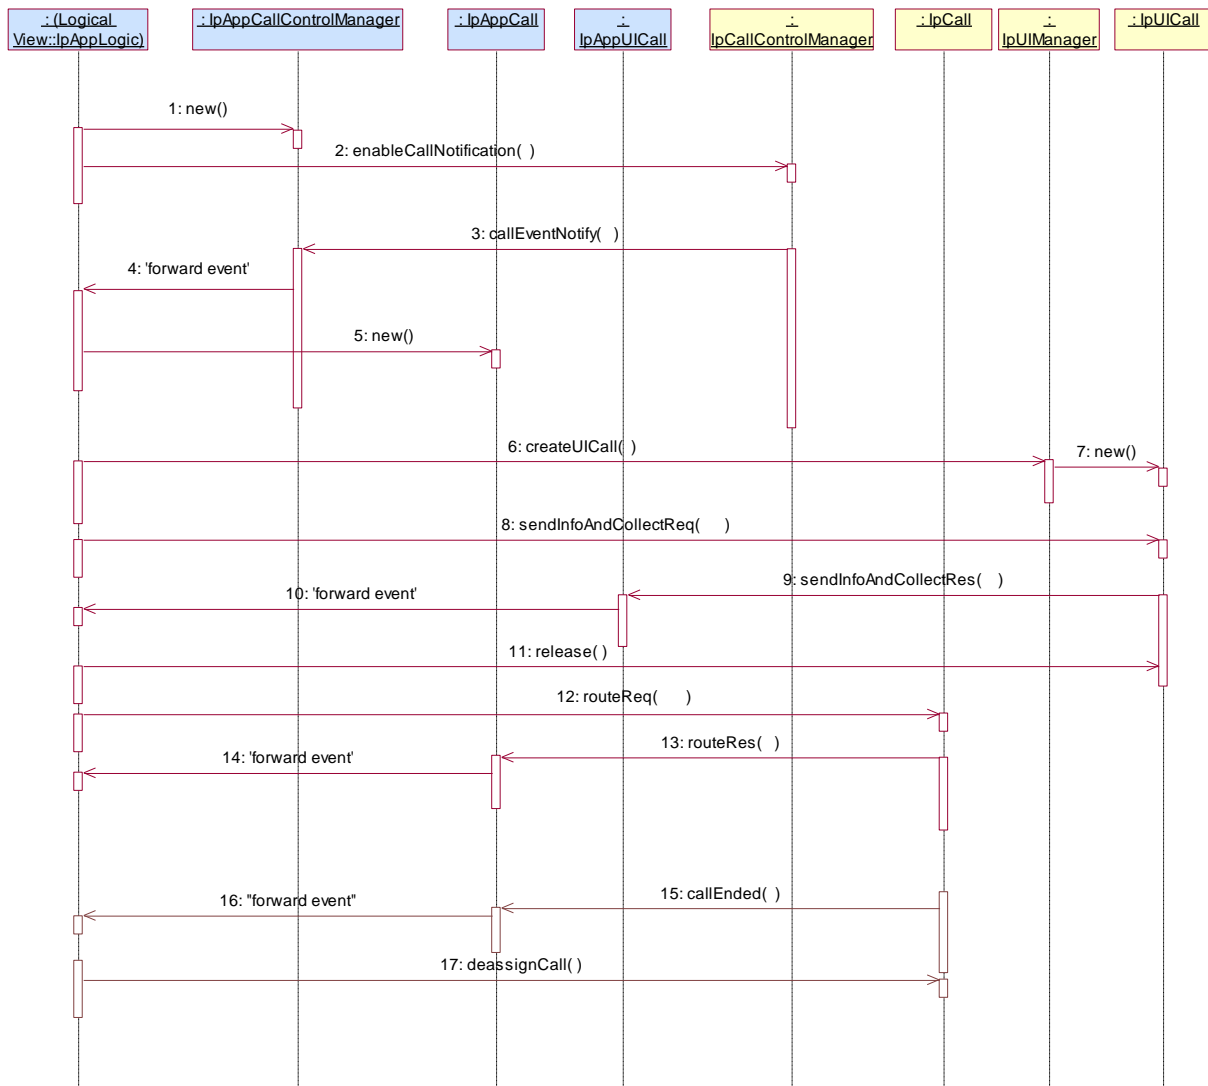 : (Logical
View::IpAppLogic)
: IpAppCallControlManager
: IpAppCall
:
IpAppUICall
:
IpCallControlManager
: IpCall
:
IpUIManager
: IpUICall
1: new()
2: enableCallNotification( )
3: callEventNotify( )
4: 'forward event'
5: new()
6: createUICall( )
7: new()
8: sendInfoAndCollectReq( )
9: sendInfoAndCollectRes( )
10: 'forward event'
11: release( )
12: routeReq( )
13: routeRes( )
14: 'forward event'
15: callEnded( )
16: "forward event"
17: deassignCall( )